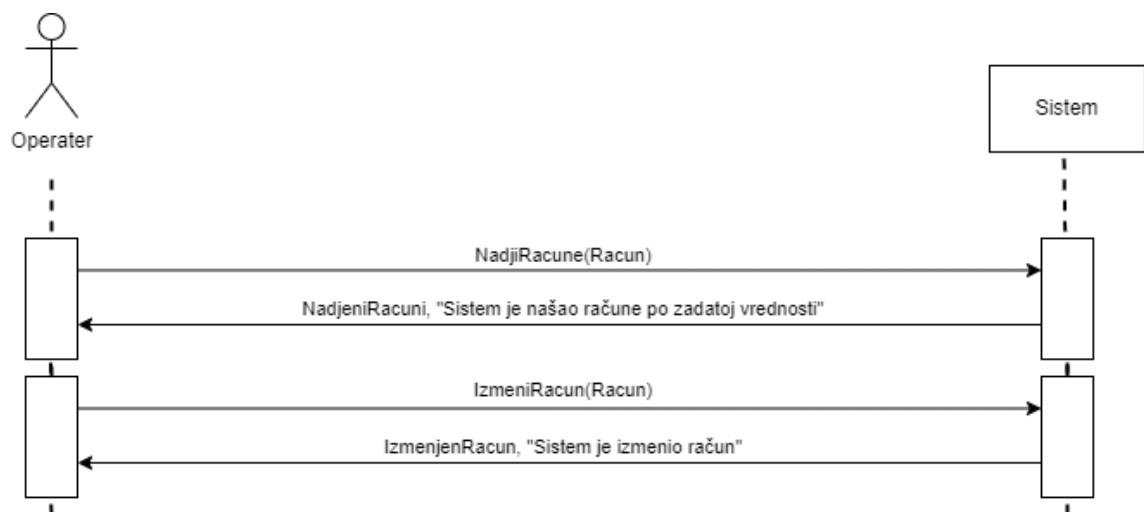 Operater
Sistem
NadjiRacune(Racun)
NadjeniRacuni, "Sistem je našao račune po zadatoj vrednosti"
IzmeniRacun(Racun)
IzmenjenRacun, "Sistem je izmenio račun"